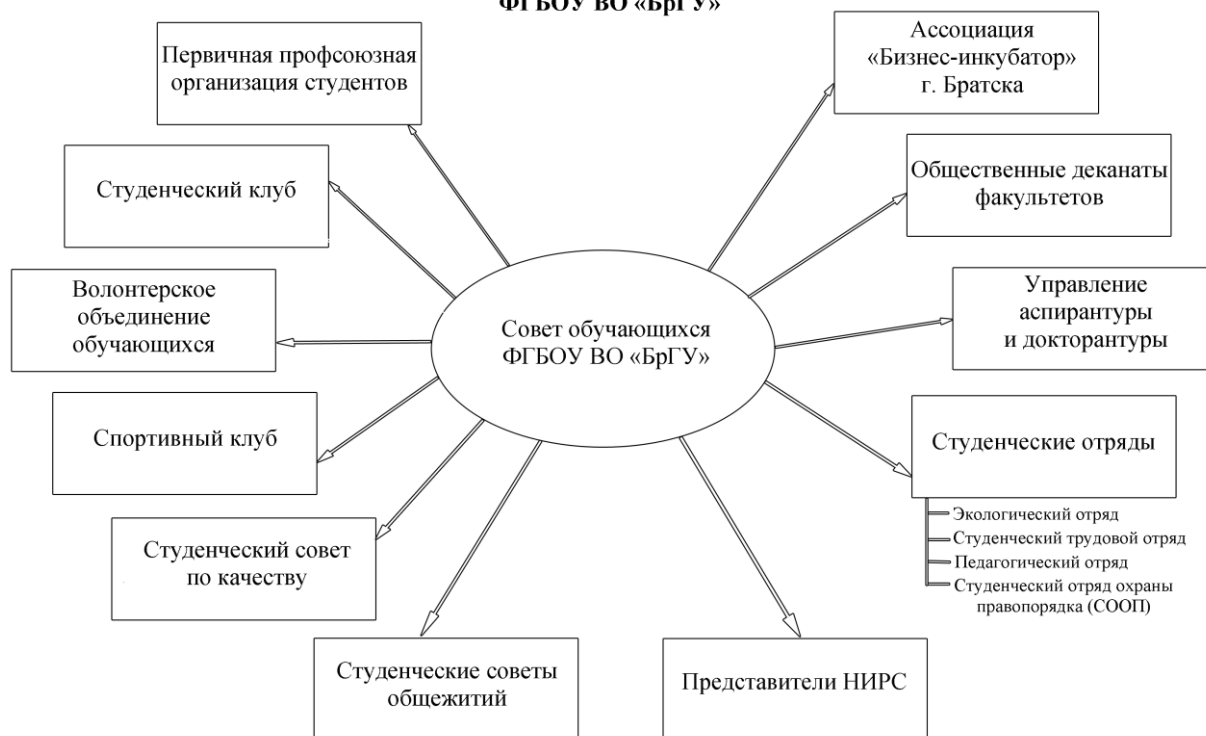 ФГБОУ ВО «БрГУ»
Первичная профсоюзная
организация студентов
Ассоциация
«Бизнес-инкубатор»
г. Братска
Студенческий клуб
Общественные деканаты
факультетов
Волонтерское
объединение
обучающихся
Совет обучающихся
ФГБОУ ВО «БрГУ»
Управление
аспирантуры
и докторантуры
Спортивный клуб
Студенческие отряды
Экологический отряд
Студенческий трудовой отряд
Педагогический отряд
Студенческий отряд охраны
правопорядка (СООП)
Студенческий совет
по качеству
Студенческие советы
общежитий
Представители НИРС